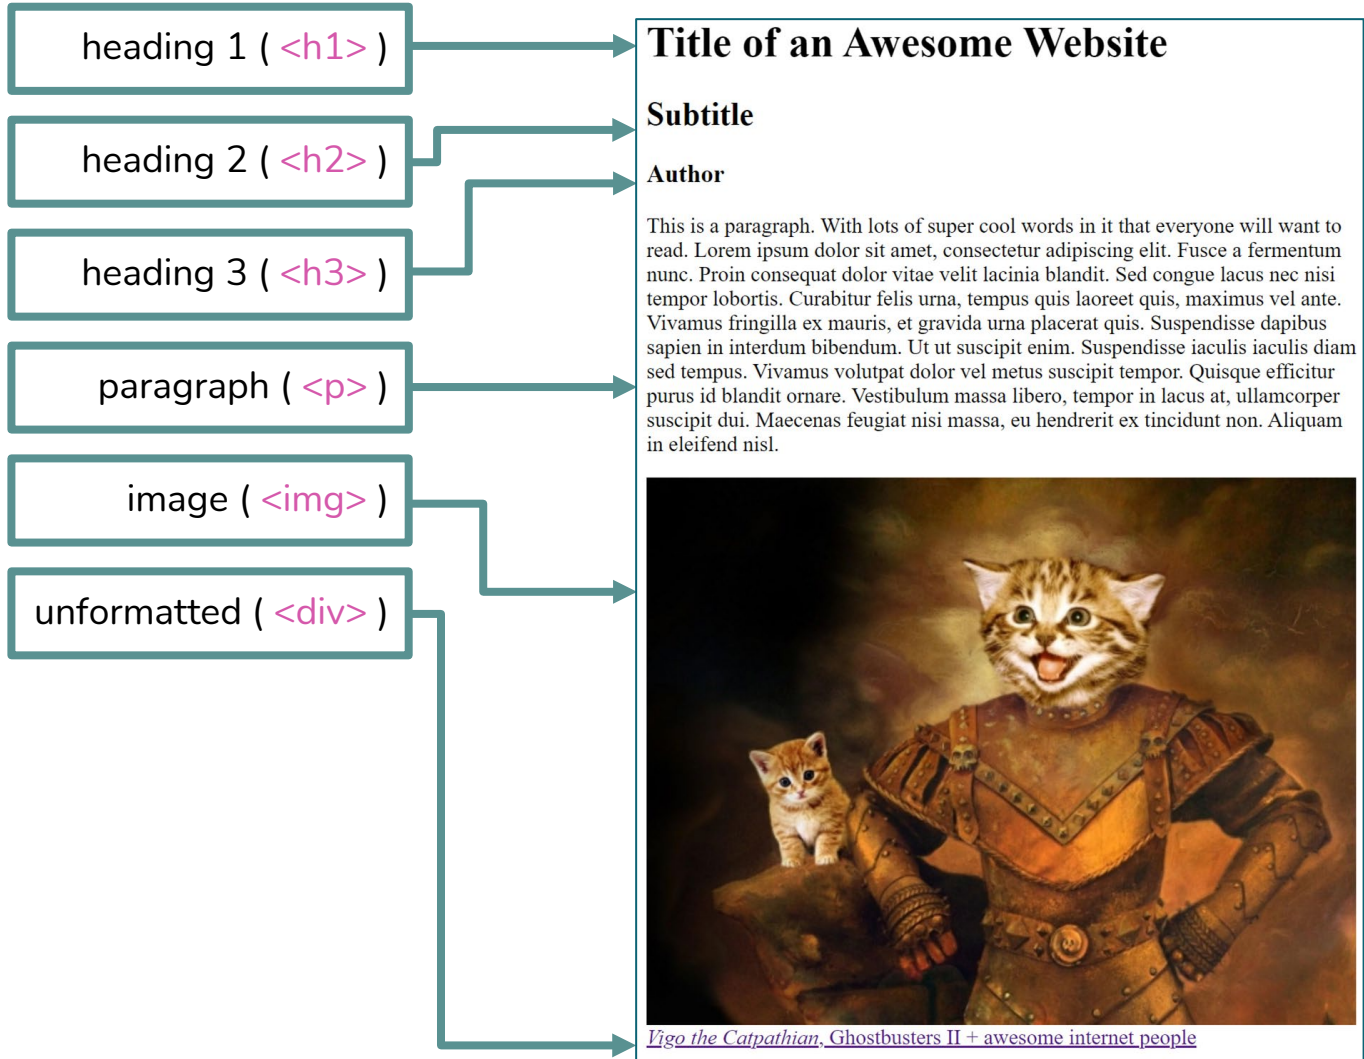 heading 1 ( <h1> )
heading 2 ( <h2> )
heading 3 ( <h3> )
paragraph ( <p> )
image ( <img> )
unformatted ( <div> )
Title of an Awesome Website
Subtitle
Author
This is a paragraph. With lots of super cool words in it that everyone will want to
read. Lorem ipsum dolor sit amet, consectetur adipiscing elit. Fusce a fermentum
nunc. Proin consequat dolor vitae velit lacinia blandit. Sed congue lacus nec nisi
tempor lobortis. Curabitur felis urna, tempus quis laoreet quis, maximus vel ante.
Vivamus fringilla ex mauris, et gravida urna placerat quis. Suspendisse dapibus
sapien in interdum bibendum. Ut ut suscipit enim. Suspendisse iaculis iaculis diam
sed tempus. Vivamus volutpat dolor vel metus suscipit tempor. Quisque efficitur
purus id blandit ornare. Vestibulum massa libero, tempor in lacus at, ullamcorper
suscipit dui. Maecenas feugiat nisi massa, eu hendrerit ex tincidunt non. Aliquam
in eleifend nisl.
Vigo the Catpathian, Ghostbusters II + awesome internet people